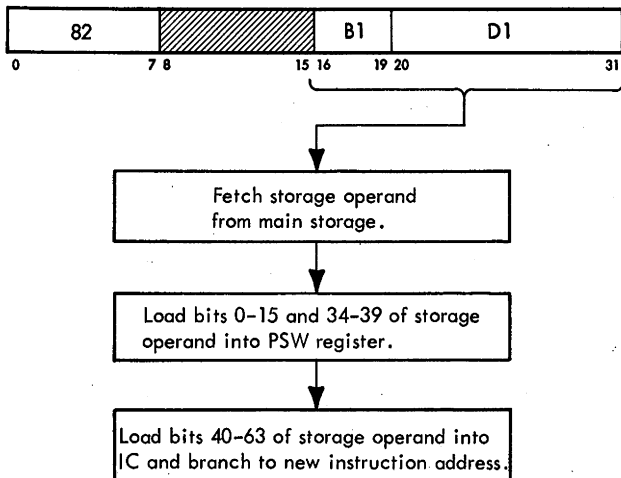 82 B1 D1
0 7 8 15 16 19 20 31
Fetch storage operand
from main storage.
Load bits 0–15 and 34–39 of storage
operand into PSW register.
Load bits 40–63 of storage operand into
IC and branch to new instruction address.